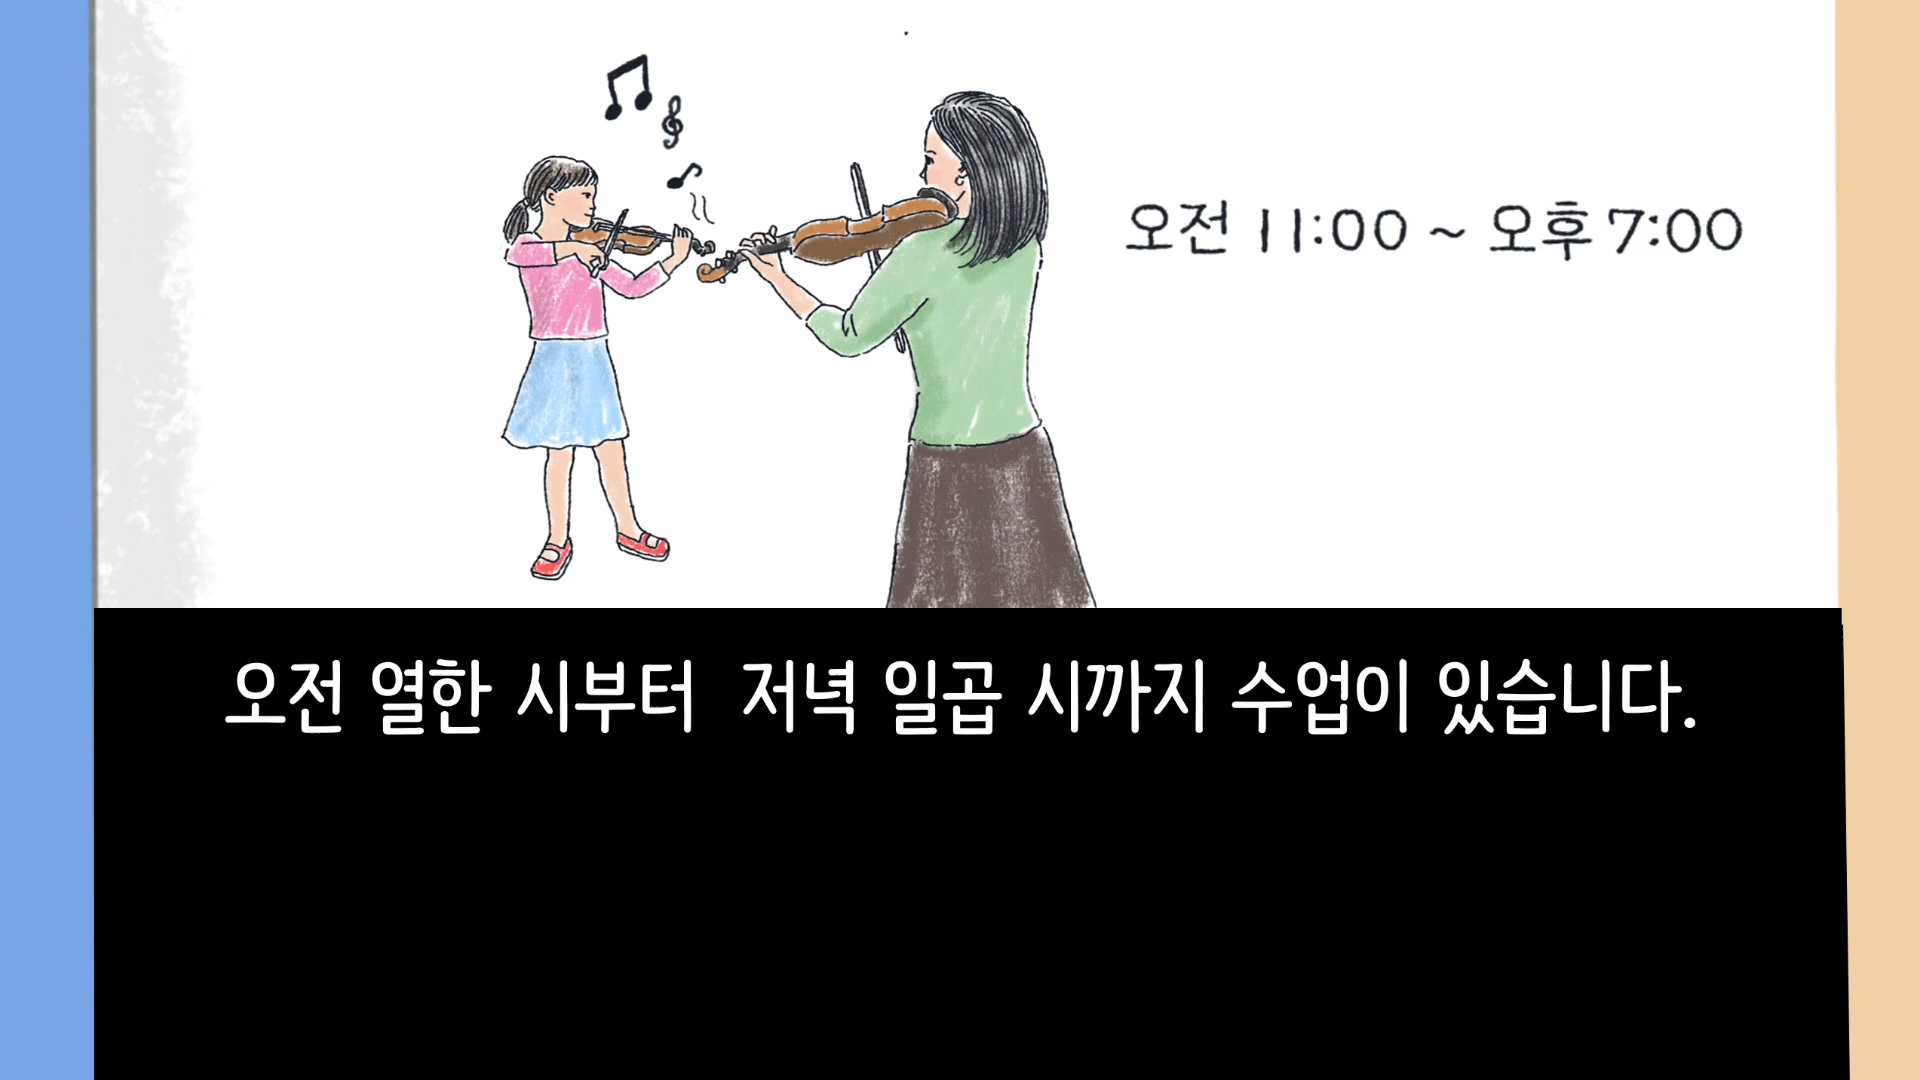 오전 11:00 ~ 오후 7:00
오전 열한 시부터 저녁 일곱 시까지 수업이 있습니다.